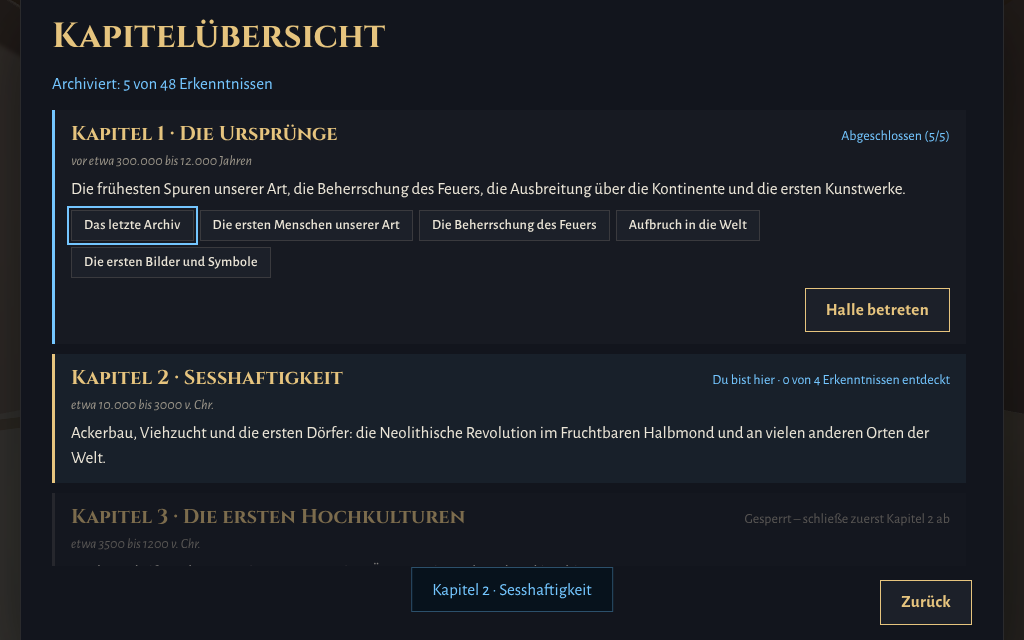 Kapitelübersicht
Archiviert: 5 von 48 Erkenntnissen
Kapitel 1 · Die Ursprünge
Abgeschlossen (5/5)
vor etwa 300.000 bis 12.000 Jahren
Die frühesten Spuren unserer Art, die Beherrschung des Feuers, die Ausbreitung über die Kontinente und die ersten Kunstwerke.
Das letzte Archiv
Die ersten Menschen unserer Art
Die Beherrschung des Feuers
Aufbruch in die Welt
Die ersten Bilder und Symbole
Halle betreten
Kapitel 2 · Sesshaftigkeit
Du bist hier · 0 von 4 Erkenntnissen entdeckt
etwa 10.000 bis 3000 v. Chr.
Ackerbau, Viehzucht und die ersten Dörfer: die Neolithische Revolution im Fruchtbaren Halbmond und an vielen anderen Orten der
Welt.
Kapitel 3 · Die ersten Hochkulturen
Gesperrt – schließe zuerst Kapitel 2 ab
etwa 3500 bis 1200 v. Chr.
Kapitel 2 · Sesshaftigkeit
Zurück